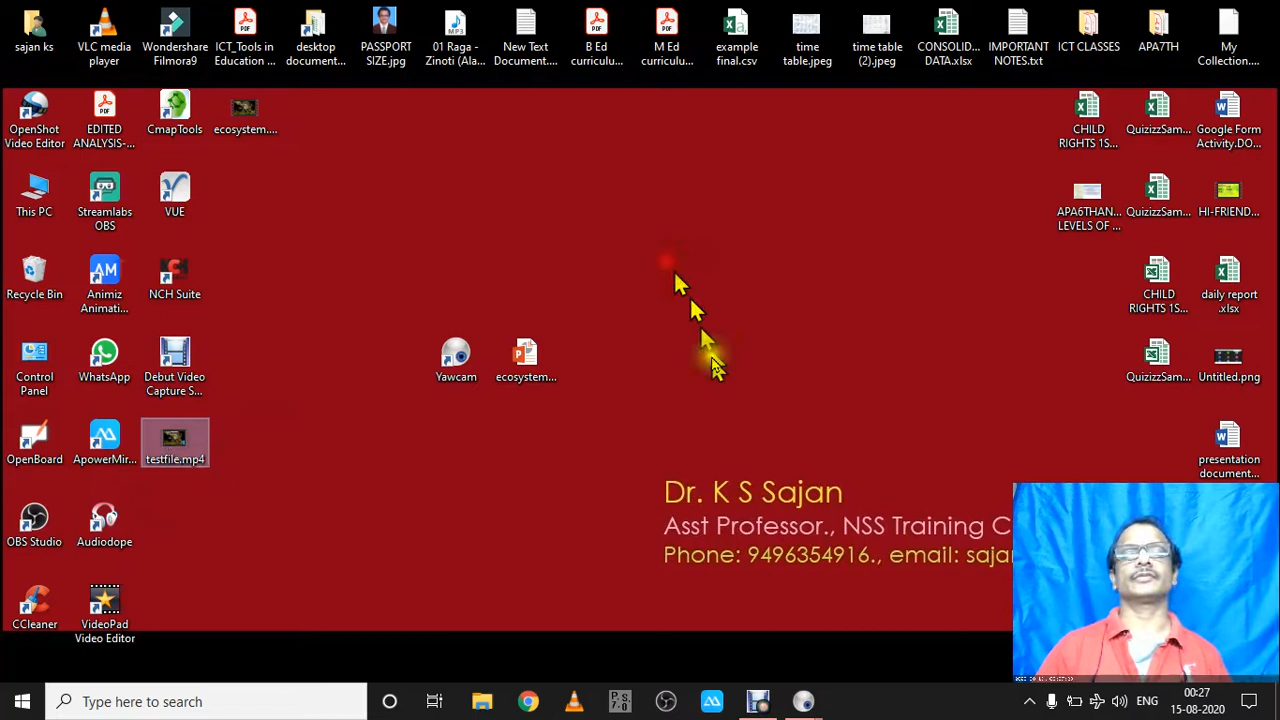 sajan ks
VLC media player
Wondershare Filmora9
ICT_Tools in Education ...
desktop document...
PASSPORT SIZE.jpg
01 Raga - Zinoti (Ala...
New Text Document...
B Ed curriculu...
M Ed curriculu...
example final.csv
time table.jpeg
time table (2).jpeg
CONSOLID... DATA.xlsx
IMPORTANT NOTES.txt
ICT CLASSES
APA7TH
My Collection....
OpenShot Video Editor
EDITED ANALYSIS-...
CmapTools
ecosystem....
CHILD RIGHTS 1S...
QuizizzSam...
Google Form Activity.DO...
This PC
Streamlabs OBS
VUE
APA6THAN... LEVELS OF ...
QuizizzSam...
HI-FRIEND...
Recycle Bin
Animiz Animati...
NCH Suite
CHILD RIGHTS 1S...
daily report .xlsx
Control Panel
WhatsApp
Debut Video Capture S...
Yawcam
ecosystem...
QuizizzSam...
Untitled.png
OpenBoard
ApowerMir...
testfile.mp4
presentation document...
OBS Studio
Audiodope
CCleaner
VideoPad Video Editor
Dr. K S Sajan
Asst Professor., NSS Training C
Phone: 9496354916., email: sajan
Type here to search
ENG
00:27
15-08-2020